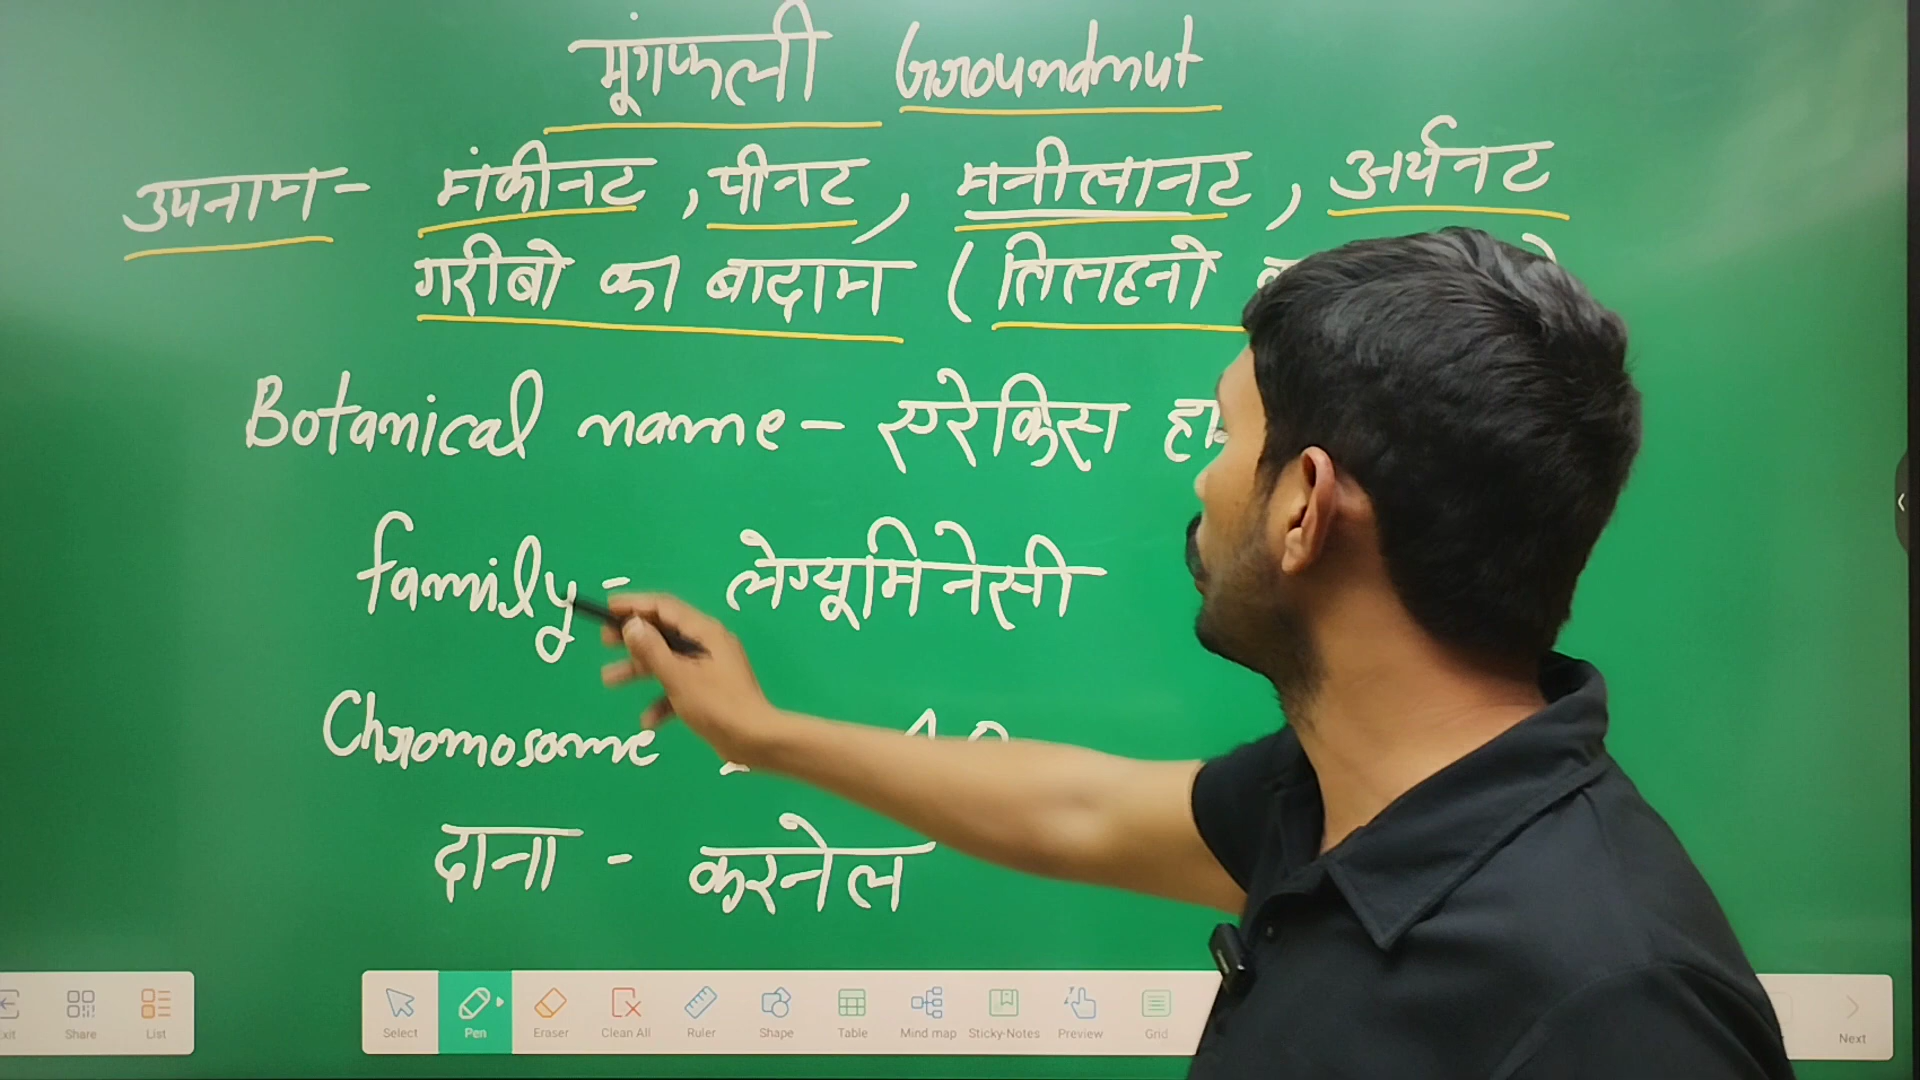 मूंगफली Groundnut
उपनाम - मंकीनट, पीनट, मनीलानट, अर्थनट
गरीबो का बादाम (तिलहनो
Botanical name - एरेकिस
family - लेग्यूमिनेसी
Chromosome
दाना - करनेल
Share List Select Pen Eraser Clean All Ruler Shape Table Mind map Sticky-Notes Preview Grid Next